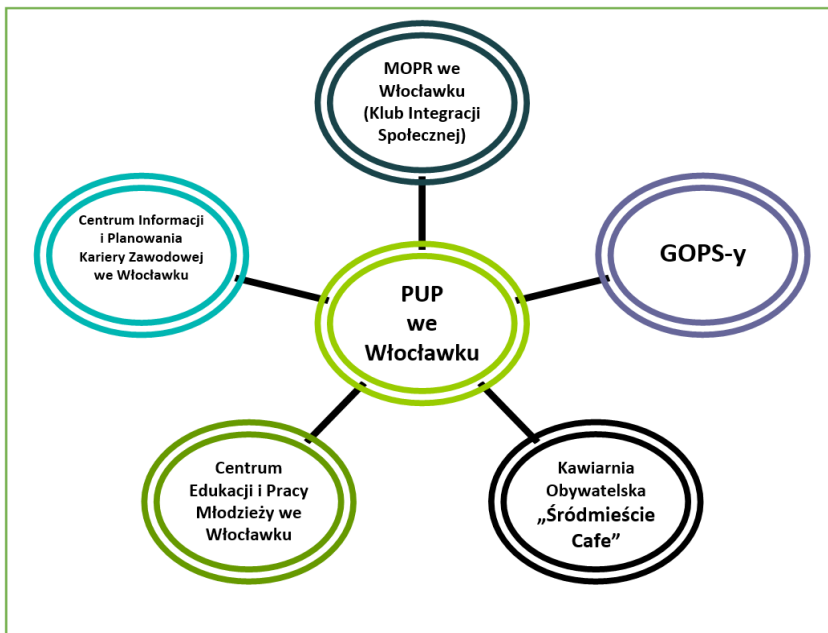 MOPR we
Włocławku
(Klub Integracji
Społecznej)
Centrum Informacji
i Planowania
Kariery Zawodowej
we Włocławku
GOPS-y
PUP
we
Włocławku
Centrum
Edukacji i Pracy
Młodzieży we
Włocławku
Kawiarnia
Obywatelska
„Śródmieście
Cafe”